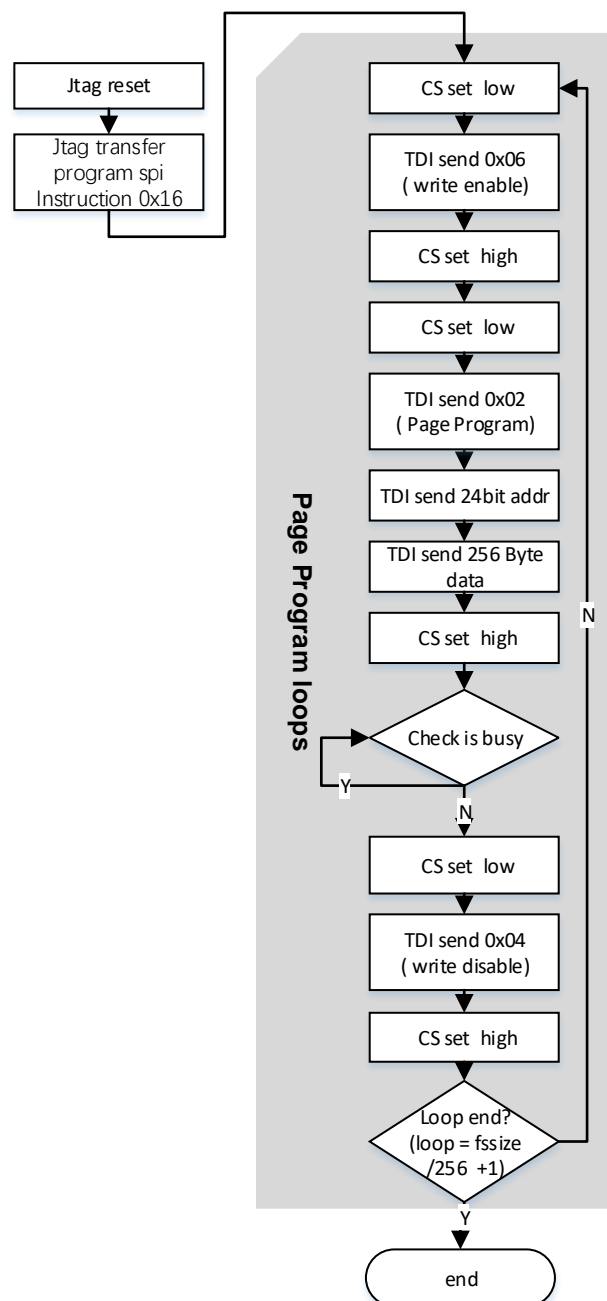 Jtag reset
Jtag transfer
program spi
Instruction 0x16
Page Program loops
CS set low
TDI send 0x06
( write enable)
CS set high
CS set low
TDI send 0x02
( Page Program)
TDI send 24bit addr
TDI send 256 Byte
data
CS set high
Check is busy
Y
N
CS set low
TDI send 0x04
( write disable)
CS set high
Loop end?
(loop = fssize
/256 +1)
N
Y
end